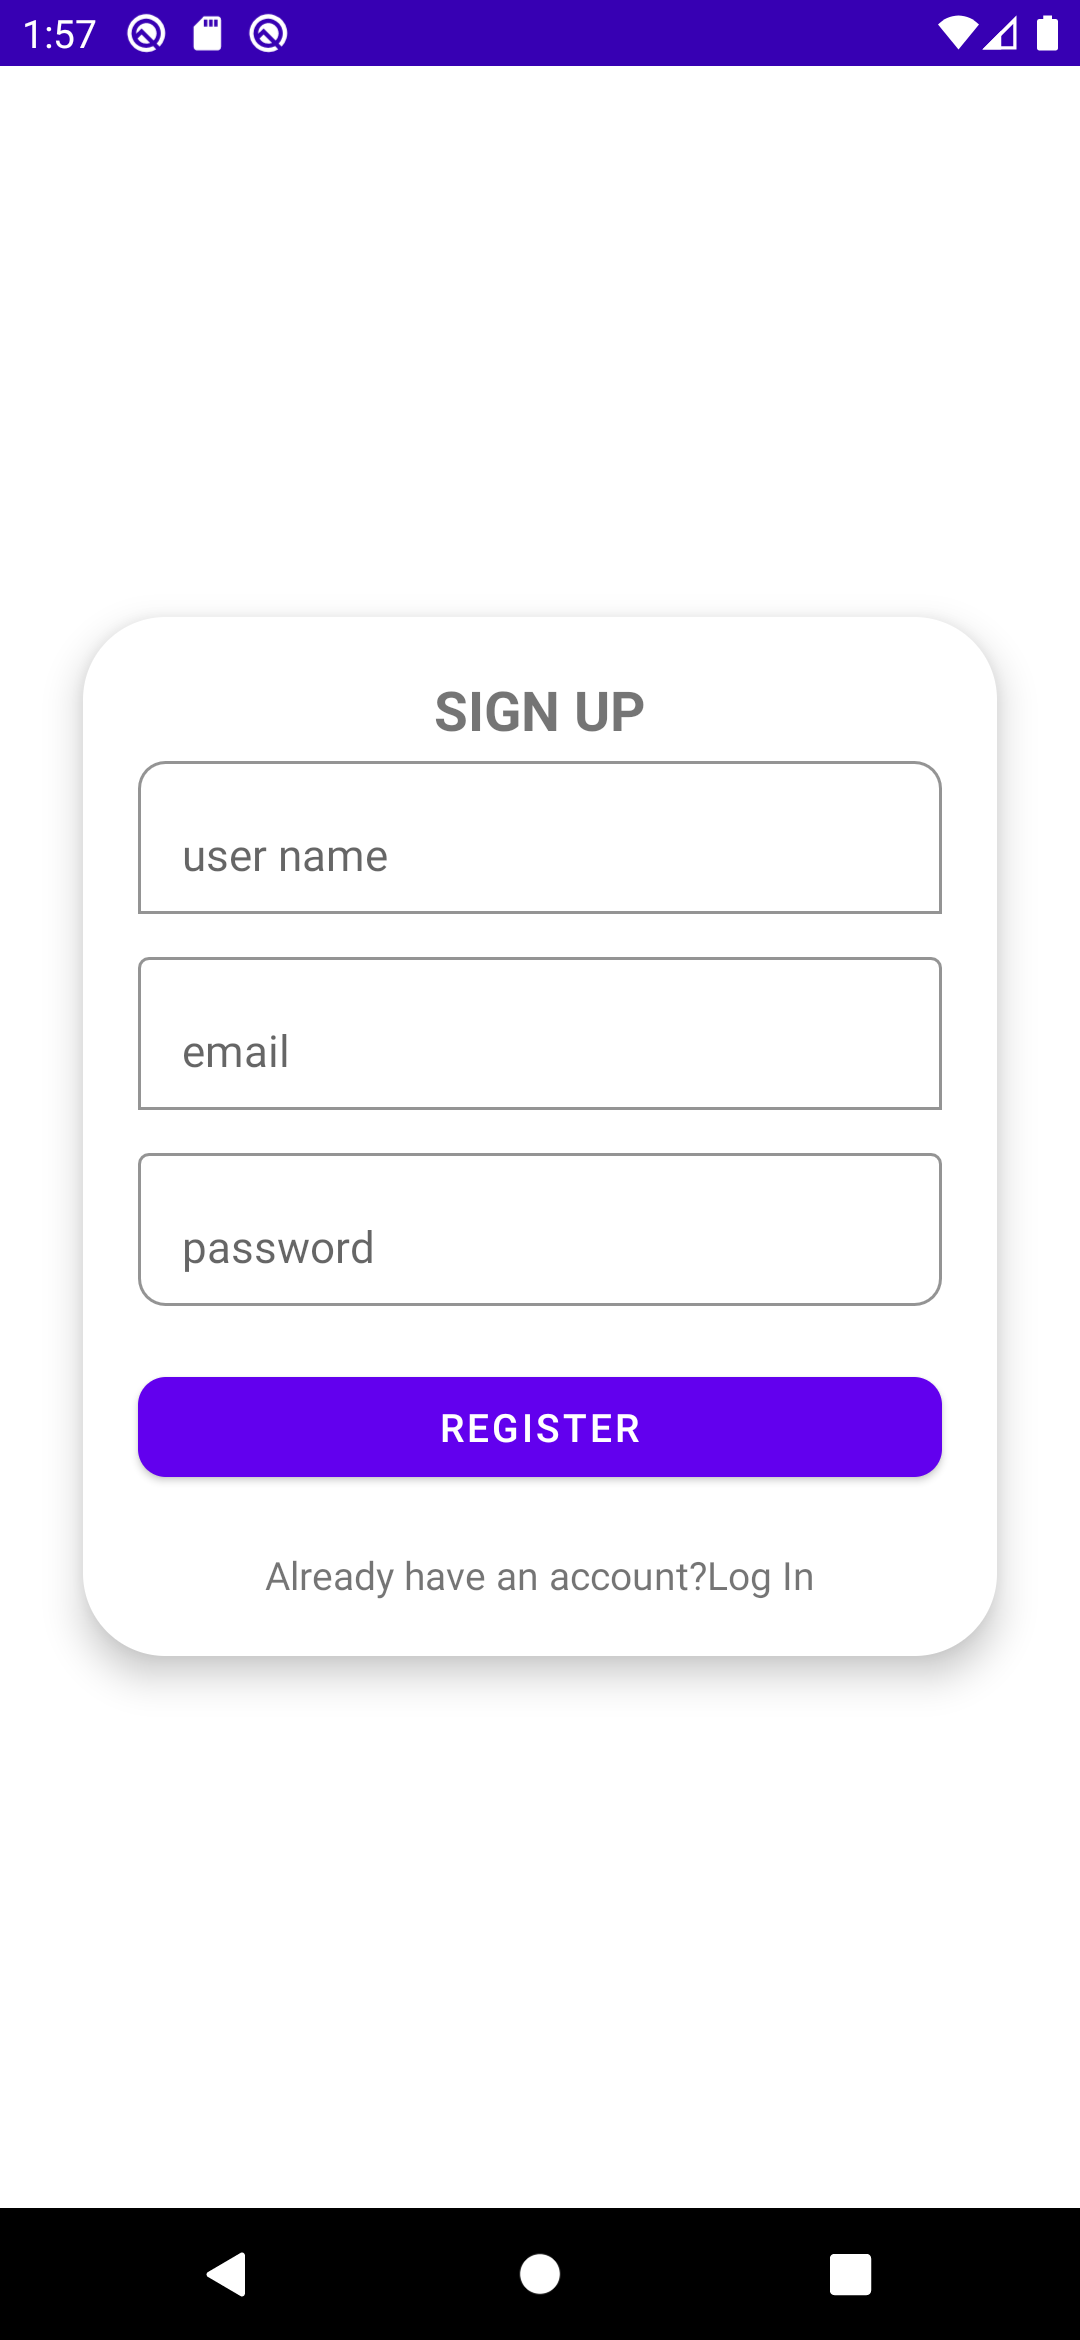 1:57
SIGN UP
user name
email
password
REGISTER
Already have an account?Log In